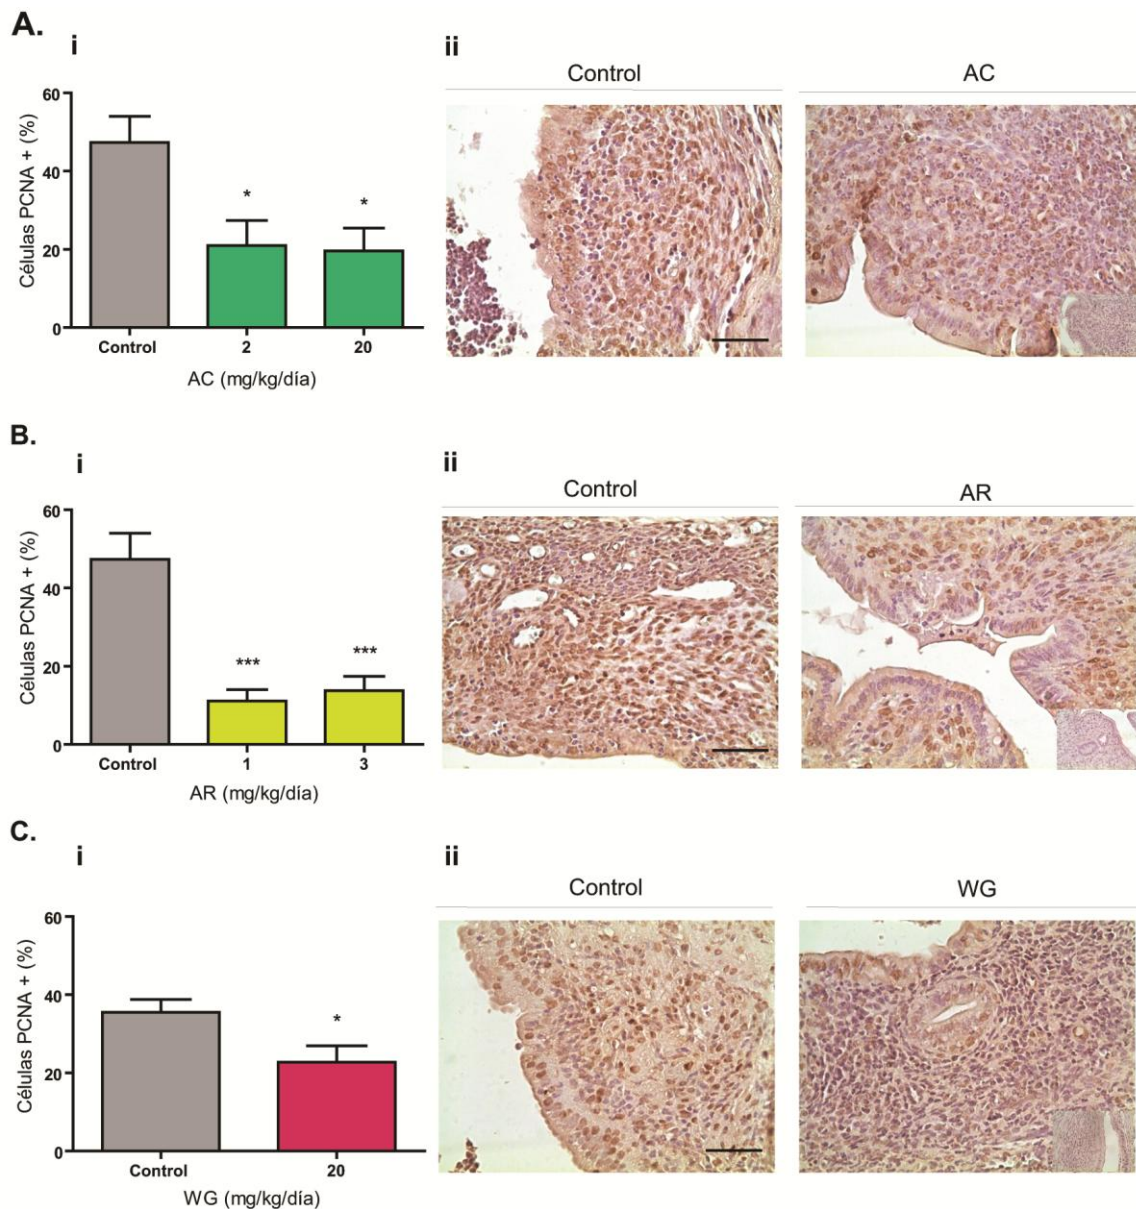 A.
i
ii
Control
AC
Células PCNA + (%)
60
40
20
0
*
*
Control
2
20
AC (mg/kg/día)
B.
i
ii
Control
AR
Células PCNA + (%)
60
40
20
0
***
***
Control
1
3
AR (mg/kg/día)
C.
i
ii
Control
WG
Células PCNA + (%)
60
40
20
0
*
Control
20
WG (mg/kg/día)